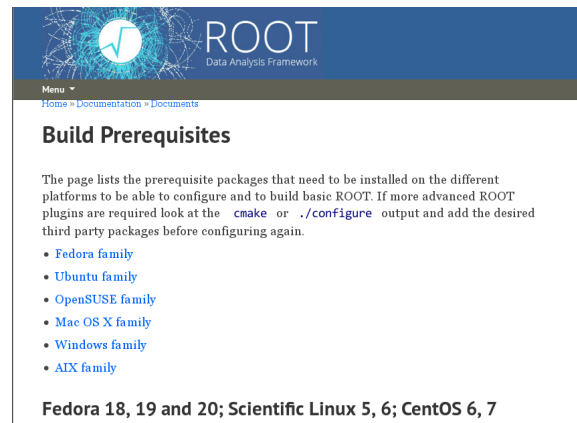 ROOT
Data Analysis Framework
Menu
Home » Documentation » Documents
Build Prerequisites
The page lists the prerequisite packages that need to be installed on the different
platforms to be able to configure and to build basic ROOT. If more advanced ROOT
plugins are required look at the cmake or ./configure output and add the desired
third party packages before configuring again.
• Fedora family
• Ubuntu family
• OpenSUSE family
• Mac OS X family
• Windows family
• AIX family
Fedora 18, 19 and 20; Scientific Linux 5, 6; CentOS 6, 7